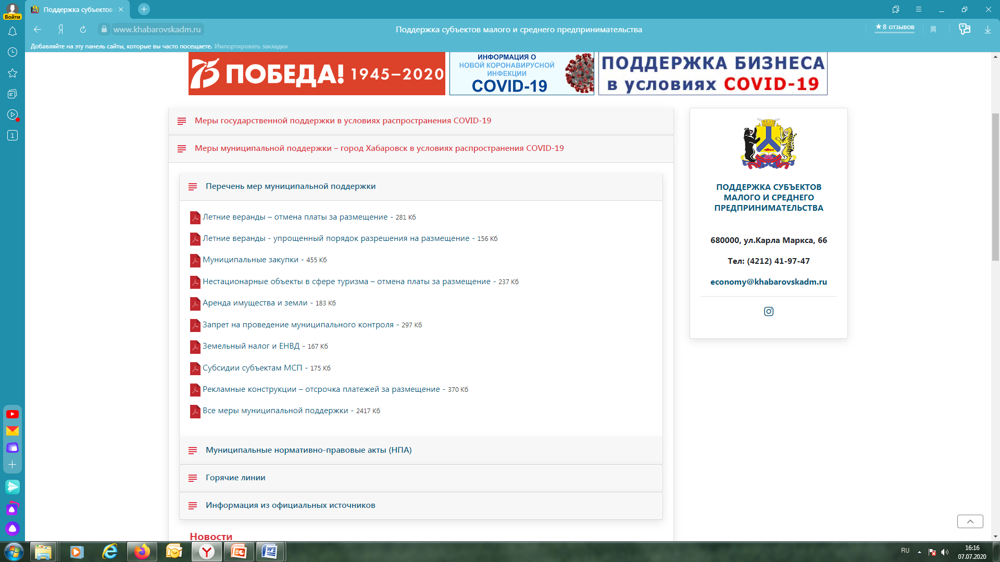 Войти
Поддержка субъектов
www.khabarovskadm.ru
Поддержка субъектов малого и среднего предпринимательства
★ 8 отзывов
Добавляйте на эту панель сайты, которые вы часто посещаете. Импортировать закладки
1
75 ПОБЕДА! 1945–2020
ИНФОРМАЦИЯ О
НОВОЙ КОРОНАВИРУСНОЙ
ИНФЕКЦИИ
COVID-19
ПОДДЕРЖКА БИЗНЕСА
в условиях COVID-19
Меры государственной поддержки в условиях распространения COVID-19
Меры муниципальной поддержки – город Хабаровск в условиях распространения COVID-19
Перечень мер муниципальной поддержки
Летние веранды – отмена платы за размещение - 281 Кб
Летние веранды - упрощенный порядок разрешения на размещение - 156 Кб
Муниципальные закупки - 455 Кб
Нестационарные объекты в сфере туризма – отмена платы за размещение - 237 Кб
Аренда имущества и земли - 183 Кб
Запрет на проведение муниципального контроля - 297 Кб
Земельный налог и ЕНВД - 167 Кб
Субсидии субъектам МСП - 175 Кб
Рекламные конструкции – отсрочка платежей за размещение - 370 Кб
Все меры муниципальной поддержки - 2417 Кб
Муниципальные нормативно-правовые акты (НПА)
Горячие линии
Информация из официальных источников
Новости
ПОДДЕРЖКА СУБЪЕКТОВ
МАЛОГО И СРЕДНЕГО
ПРЕДПРИНИМАТЕЛЬСТВА
680000, ул.Карла Маркса, 66
Тел: (4212) 41-97-47
economy@khabarovskadm.ru
RU
16:16
07.07.2020